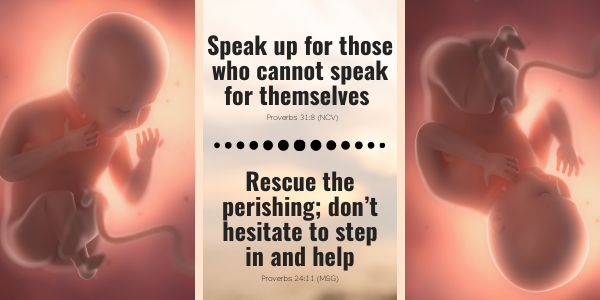 Speak up for those
who cannot speak
for themselves
Proverbs 31:8 (NCV)
Rescue the
perishing; don't
hesitate to step
in and help
Proverbs 24:11 (MSG)